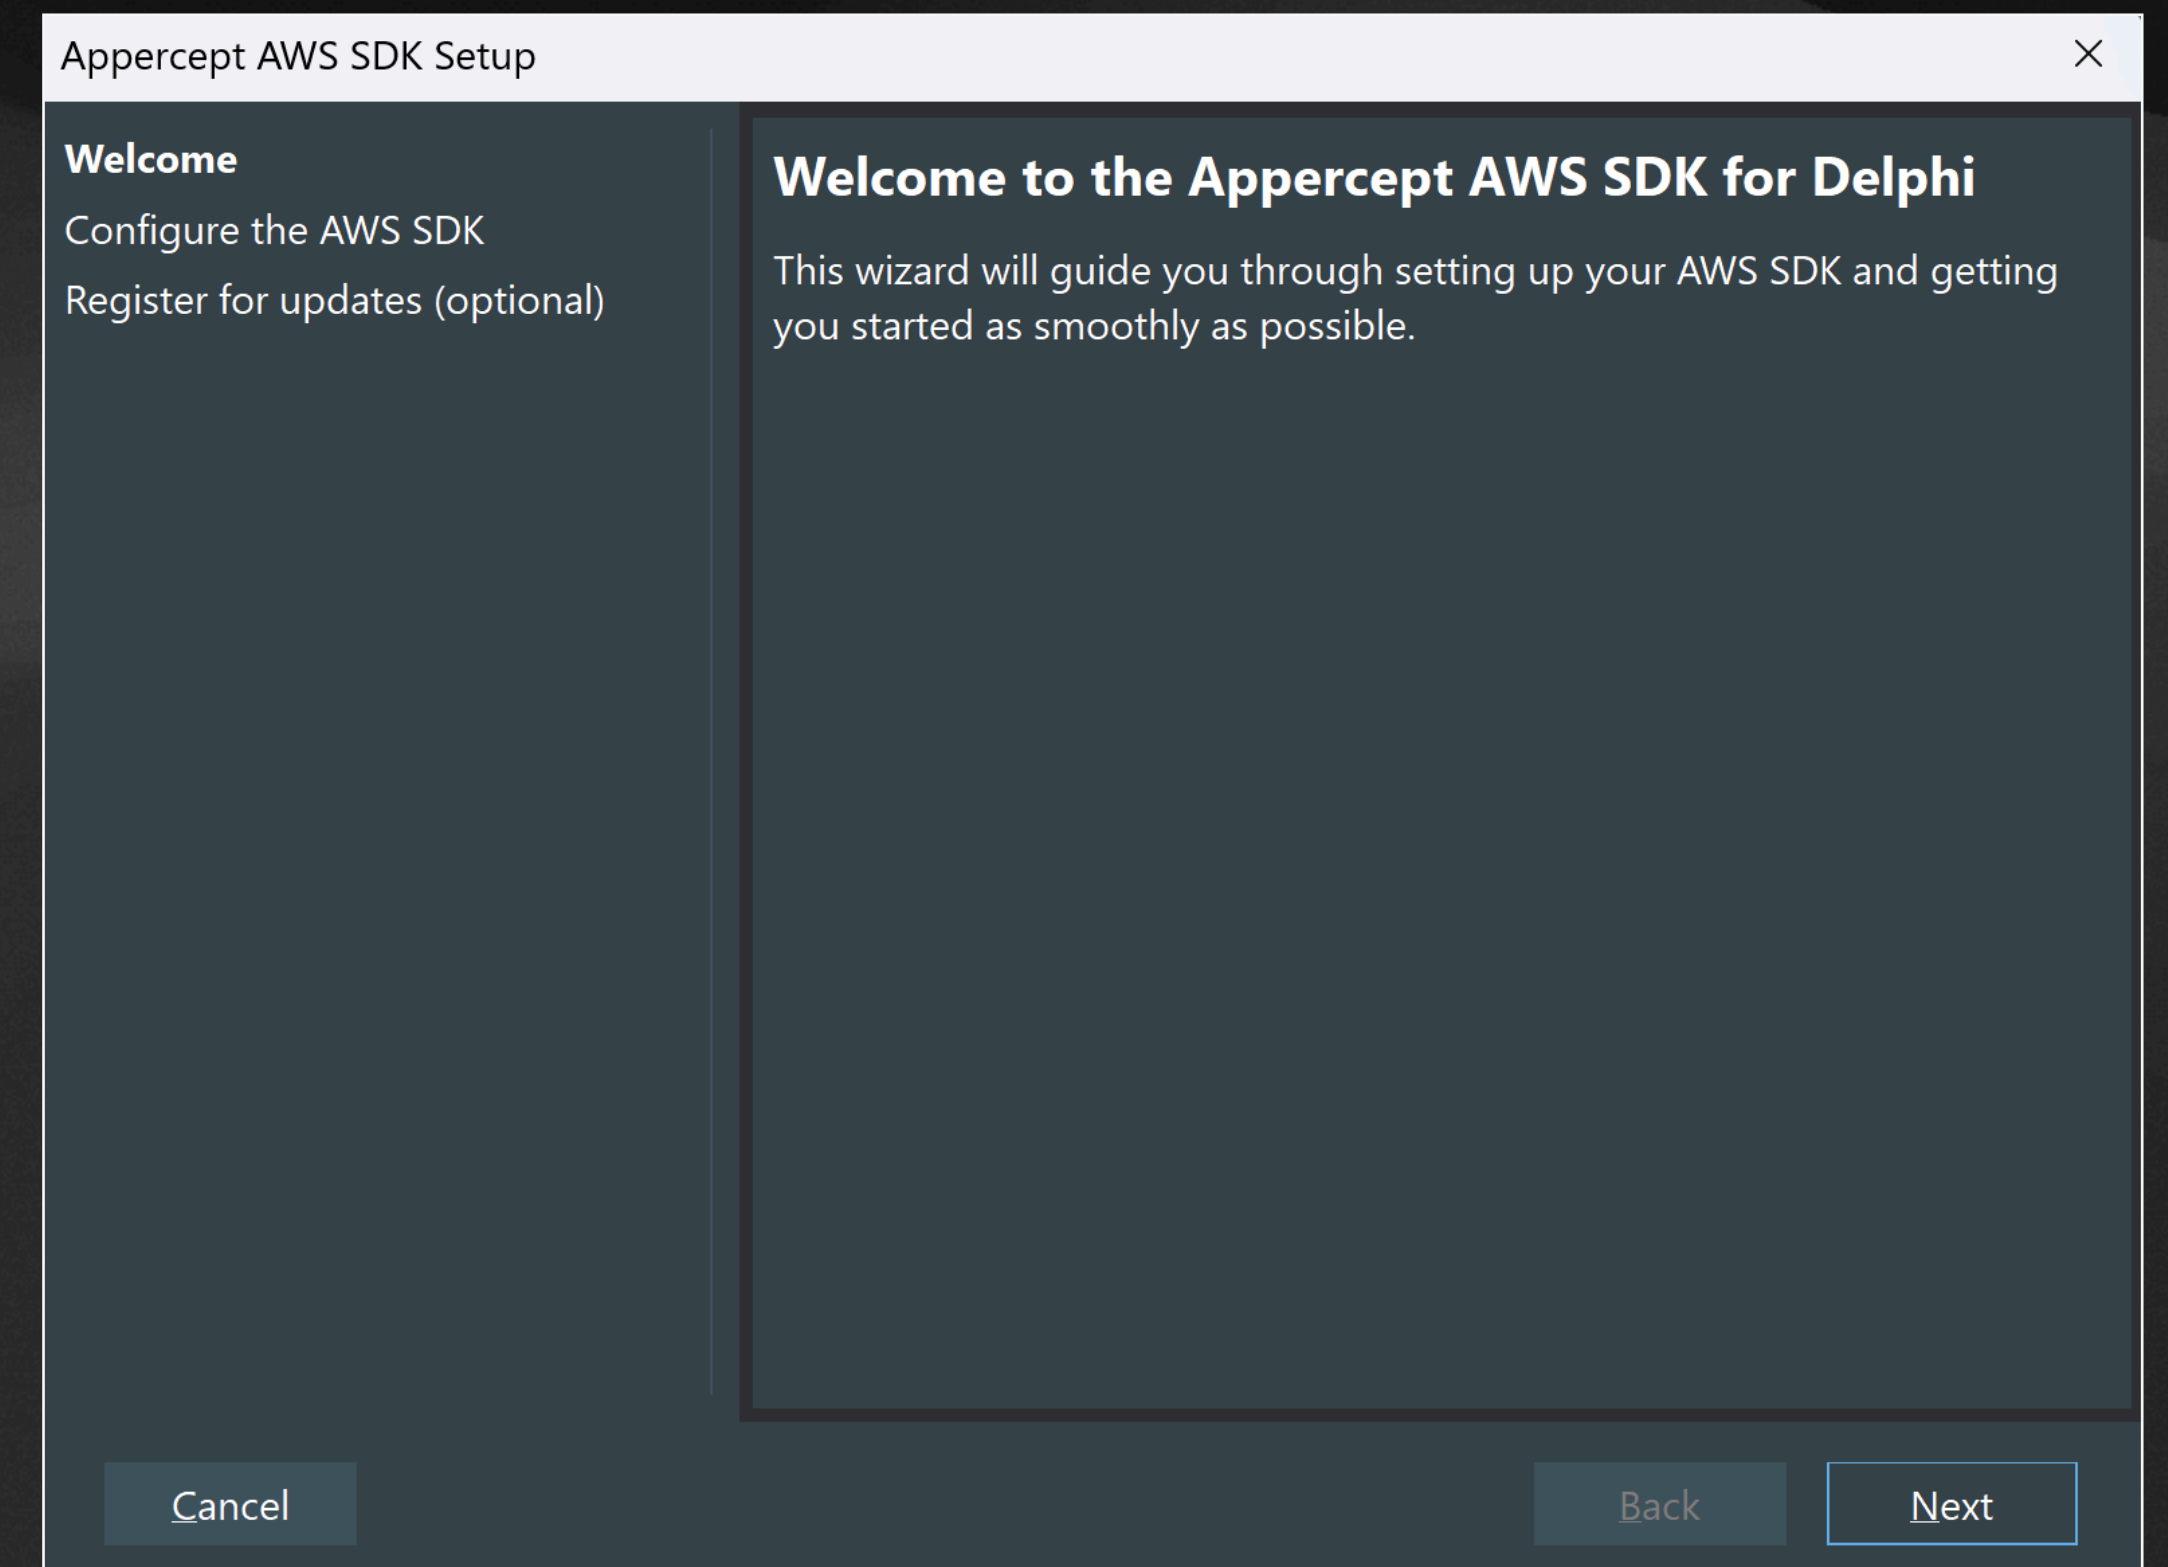 Appercept AWS SDK Setup
Welcome
Configure the AWS SDK
Register for updates (optional)
Welcome to the Appercept AWS SDK for Delphi
This wizard will guide you through setting up your AWS SDK and getting
you started as smoothly as possible.
Cancel
Back
Next